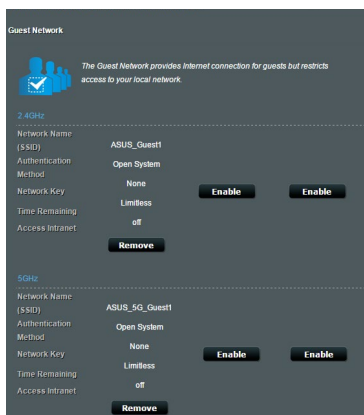 Guest Network
The Guest Network provides Internet connection for guests but restricts
access to your local network.
2.4GHz
Network Name
(SSID)
ASUS_Guest1
Authentication
Method
Open System
Network Key
None
Enable
Enable
Time Remaining
Limitless
Access Intranet
off
Remove
5GHz
Network Name
(SSID)
ASUS_5G_Guest1
Authentication
Method
Open System
Network Key
None
Enable
Enable
Time Remaining
Limitless
Access Intranet
off
Remove